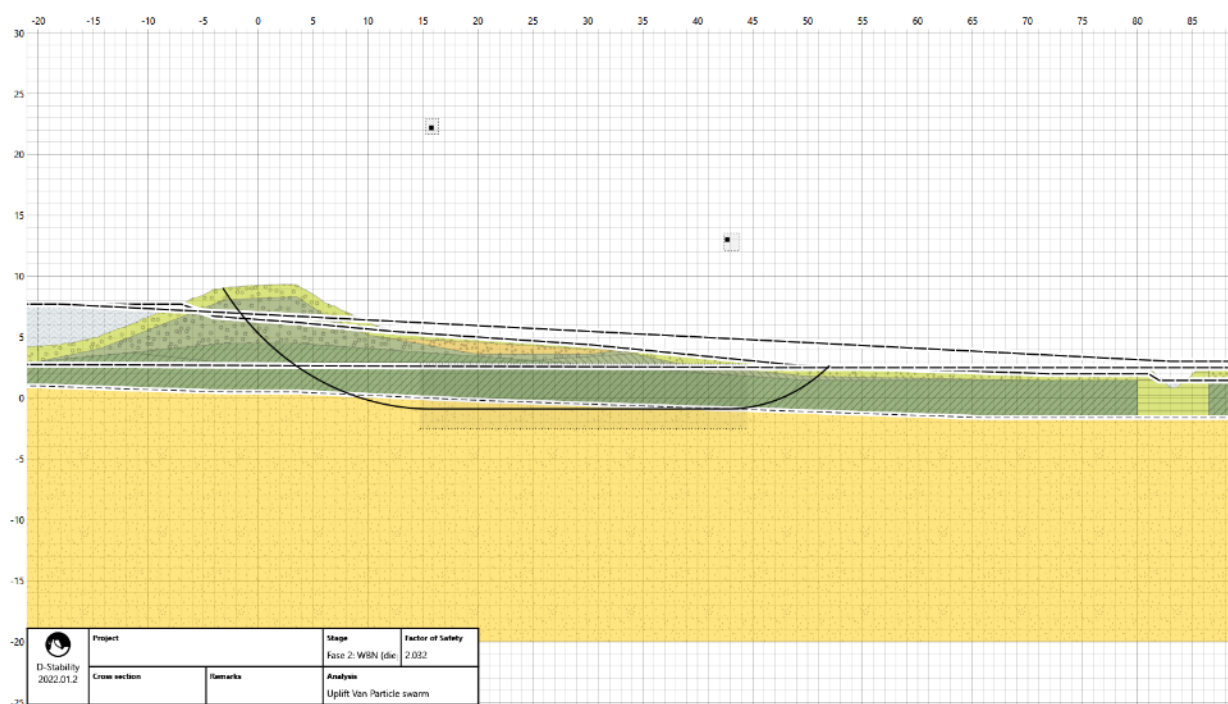 -20 -15 -10 -5 0 5 10 15 20 25 30 35 40 45 50 55 60 65 70 75 80 85
30
25
20
15
10
5
0
-5
-10
-15
-20
-25
D-Stability
2022.01.2
Project
Stage
Factor of Safety
Fase 2: WBN (die
2.032
Cross section
Remarks
Analysis
Uplift Van Particle swarm